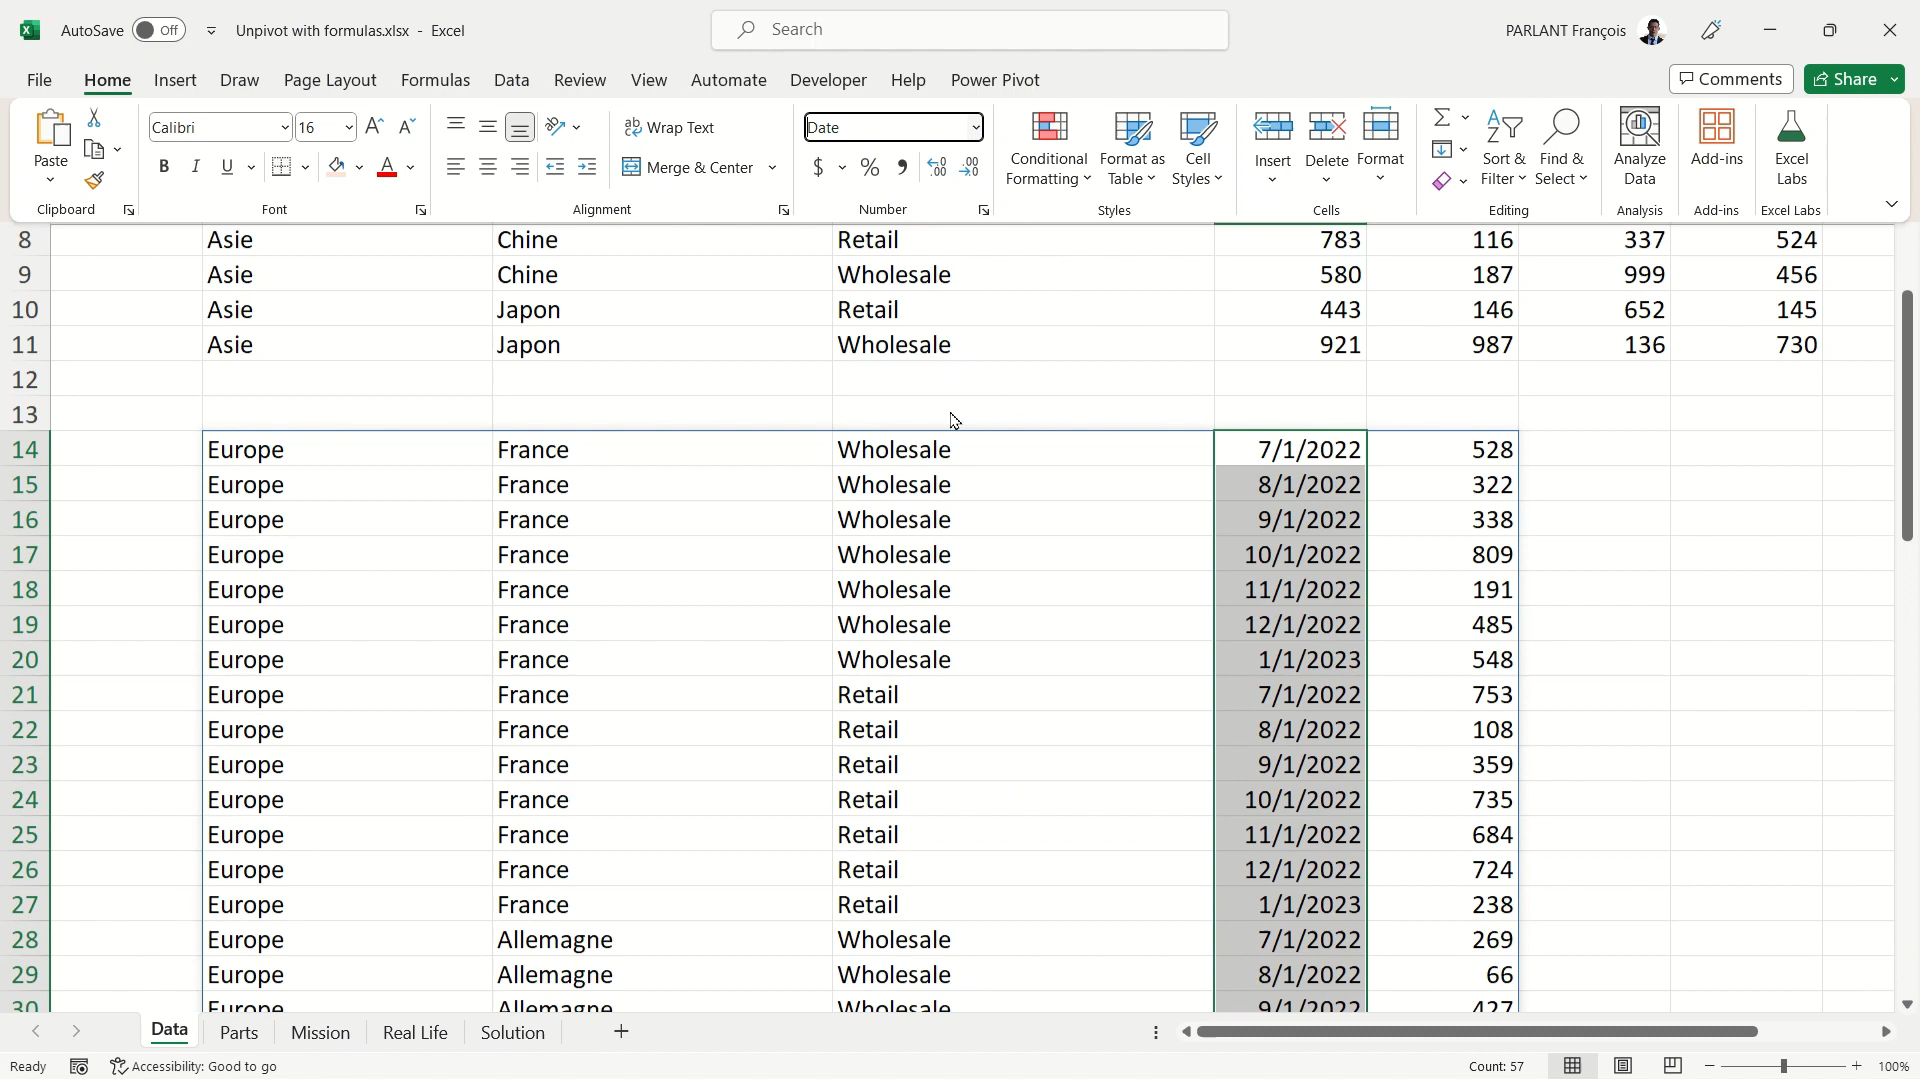 AutoSave Off Unpivot with formulas.xlsx - Excel Search PARLANT François
File Home Insert Draw Page Layout Formulas Data Review View Automate Developer Help Power Pivot Comments Share
Paste Calibri 16 Wrap Text Date Conditional Formatting Format as Table Cell Styles Insert Delete Format Sort & Filter Find & Select Analyze Data Add-ins Excel Labs
B I U Merge & Center $ % 
Clipboard Font Alignment Number Styles Cells Editing Analysis Add-ins Excel Labs
8 Asie Chine Retail 783 116 337 524
9 Asie Chine Wholesale 580 187 999 456
10 Asie Japon Retail 443 146 652 145
11 Asie Japon Wholesale 921 987 136 730
12
13
14 Europe France Wholesale 7/1/2022 528
15 Europe France Wholesale 8/1/2022 322
16 Europe France Wholesale 9/1/2022 338
17 Europe France Wholesale 10/1/2022 809
18 Europe France Wholesale 11/1/2022 191
19 Europe France Wholesale 12/1/2022 485
20 Europe France Wholesale 1/1/2023 548
21 Europe France Retail 7/1/2022 753
22 Europe France Retail 8/1/2022 108
23 Europe France Retail 9/1/2022 359
24 Europe France Retail 10/1/2022 735
25 Europe France Retail 11/1/2022 684
26 Europe France Retail 12/1/2022 724
27 Europe France Retail 1/1/2023 238
28 Europe Allemagne Wholesale 7/1/2022 269
29 Europe Allemagne Wholesale 8/1/2022 66
30 Europe Allemagne Wholesale 9/1/2022 427
Data Parts Mission Real Life Solution
Ready Accessibility: Good to go Count: 57 100%